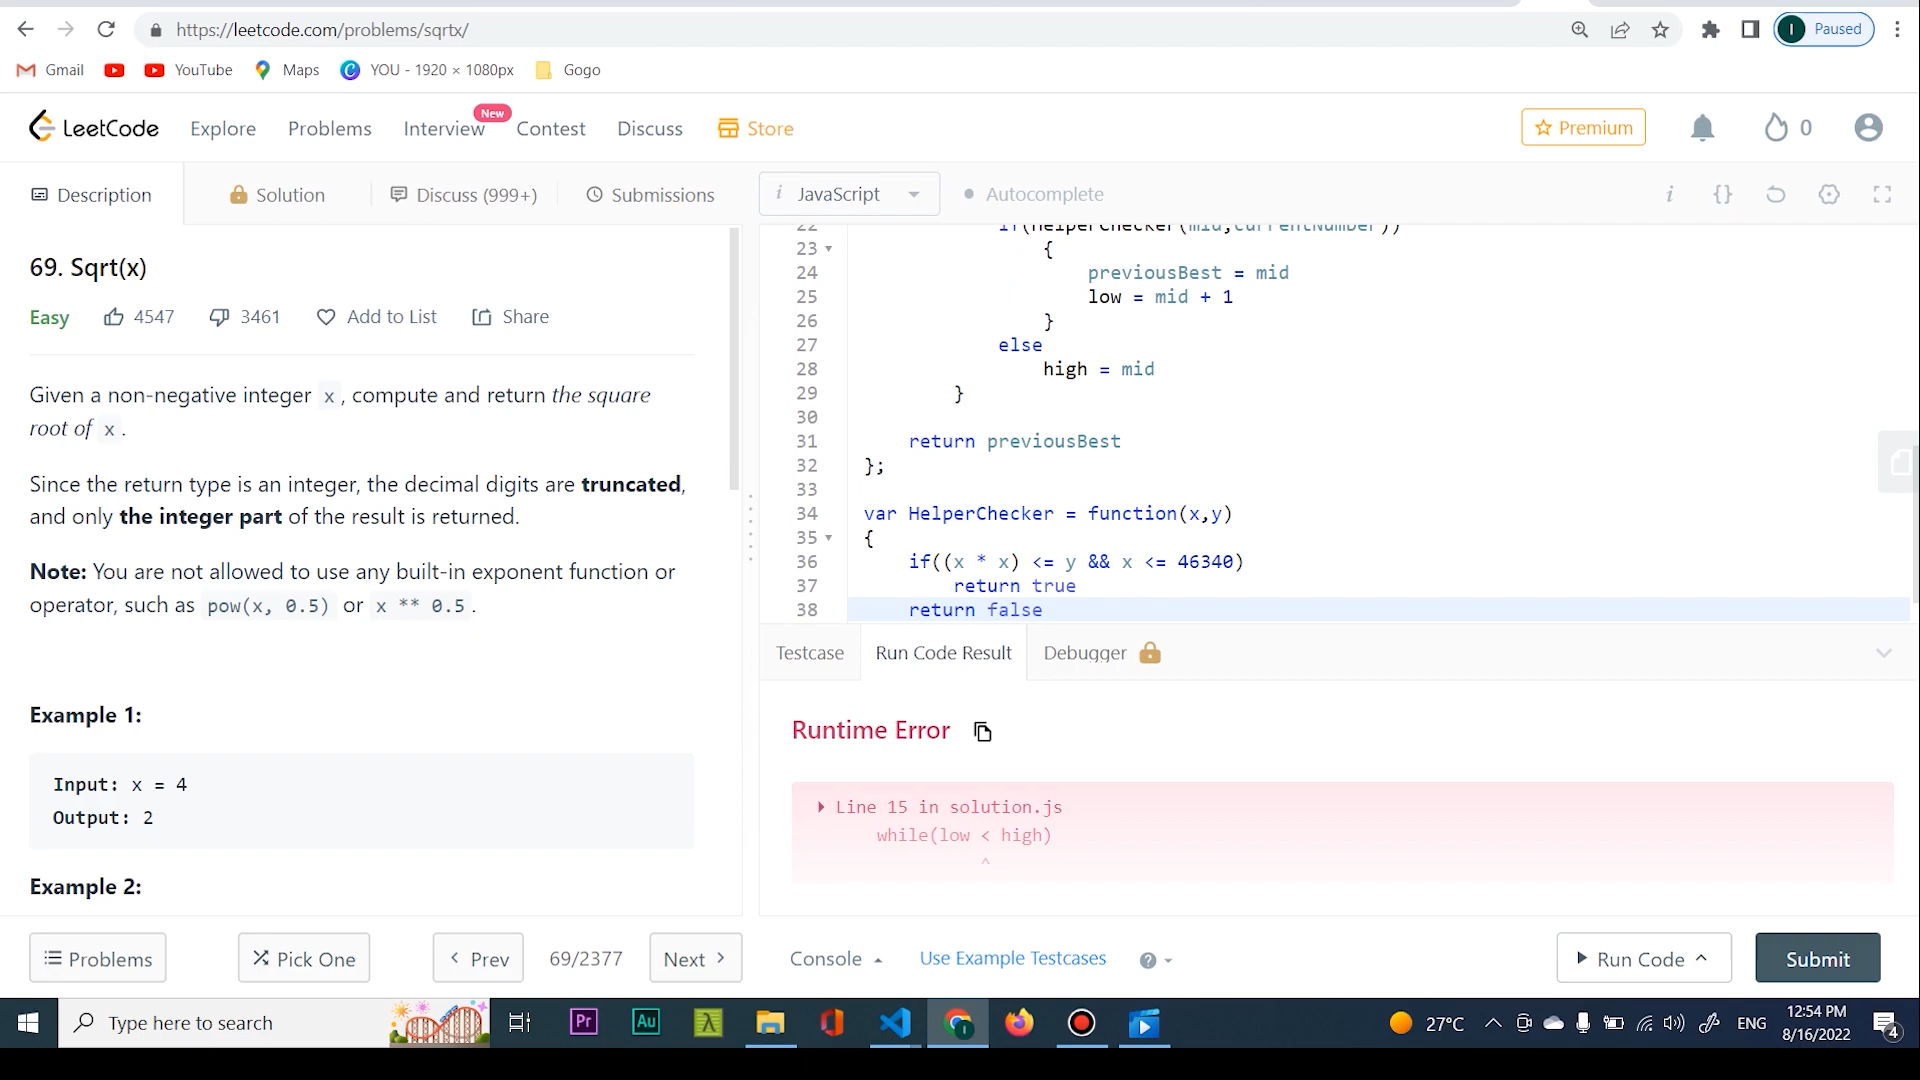 https://leetcode.com/problems/sqrtx/
I Paused
Gmail YouTube Maps YOU - 1920 × 1080px Gogo
LeetCode Explore Problems Interview New Contest Discuss Store Premium 0
Description Solution Discuss (999+) Submissions i JavaScript Autocomplete i {}
69. Sqrt(x)
Easy 4547 3461 Add to List Share
Given a non-negative integer x, compute and return the square
root of x.
Since the return type is an integer, the decimal digits are truncated,
and only the integer part of the result is returned.
Note: You are not allowed to use any built-in exponent function or
operator, such as pow(x, 0.5) or x ** 0.5.
Example 1:
Input: x = 4
Output: 2
Example 2:
22 if(HelperChecker(mid,currentNumber))
23 {
24 previousBest = mid
25 low = mid + 1
26 }
27 else
28 high = mid
29 }
30
31 return previousBest
32 };
33
34 var HelperChecker = function(x,y)
35 {
36 if((x * x) <= y && x <= 46340)
37 return true
38 return false
Testcase Run Code Result Debugger
Runtime Error
Line 15 in solution.js
while(low < high)
^
Problems Pick One Prev 69/2377 Next Console Use Example Testcases Run Code Submit
Type here to search Pr Au 27°C ENG 12:54 PM
8/16/2022 4